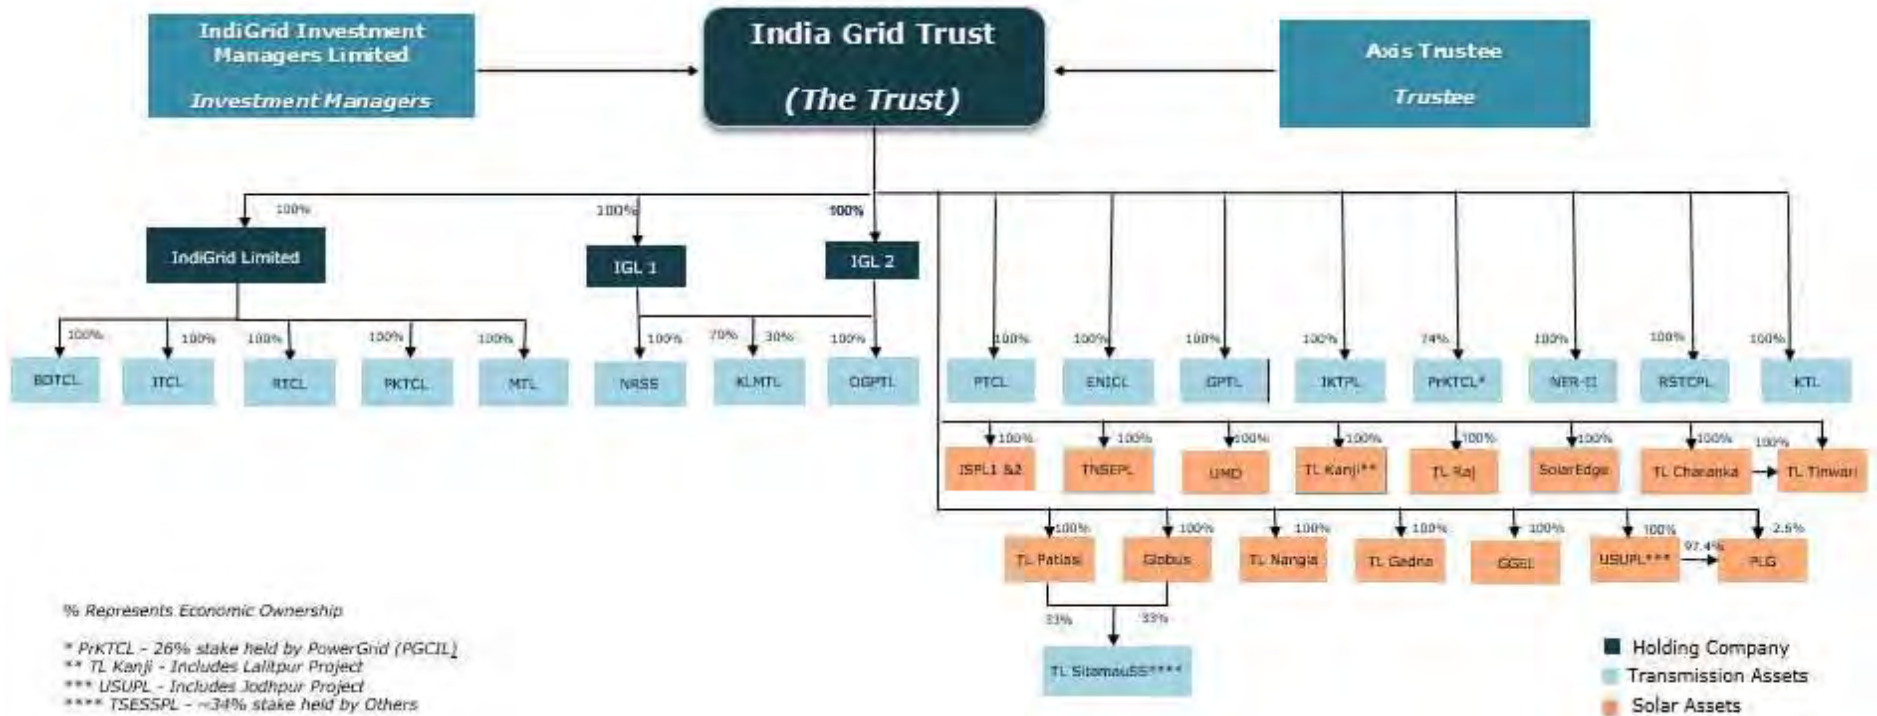 IndiGrid Investment
Managers Limited
Investment Managers
India Grid Trust
(The Trust)
Axis Trustee
Trustee
100%
100%
100%
IndiGrid Limited
IGL 1
IGL 2
100% 100% 100% 100% 100% 100% 70% 30% 100% 100% 100% 100% 100% 74% 100% 100% 100%
BDTCL JTCL RTCL PKTCL MTL NRSS KLMTL OGPTL PTCL ENICL GPTL IKTPL PrKTCL* NER-II RSTCPL KTL
100% 100% 100% 100% 100% 100% 100% 100%
ISPL1 &2 TNSEPL UMD TL Kanji** TL Raj SolarEdge TL Charanka TL Tinwari
100% 100% 100% 100% 100% 100% 97.4% 2.6%
TL Patlasi Globus TL Nangla TL Gadna GGEL USUPL*** PLG
33% 33%
TL SitamauSS****
% Represents Economic Ownership
* PrKTCL - 26% stake held by PowerGrid (PGCIL)
** TL Kanji - Includes Lalitpur Project
*** USUPL - Includes Jodhpur Project
**** TSESSPL - ~34% stake held by Others
Holding Company
Transmission Assets
Solar Assets